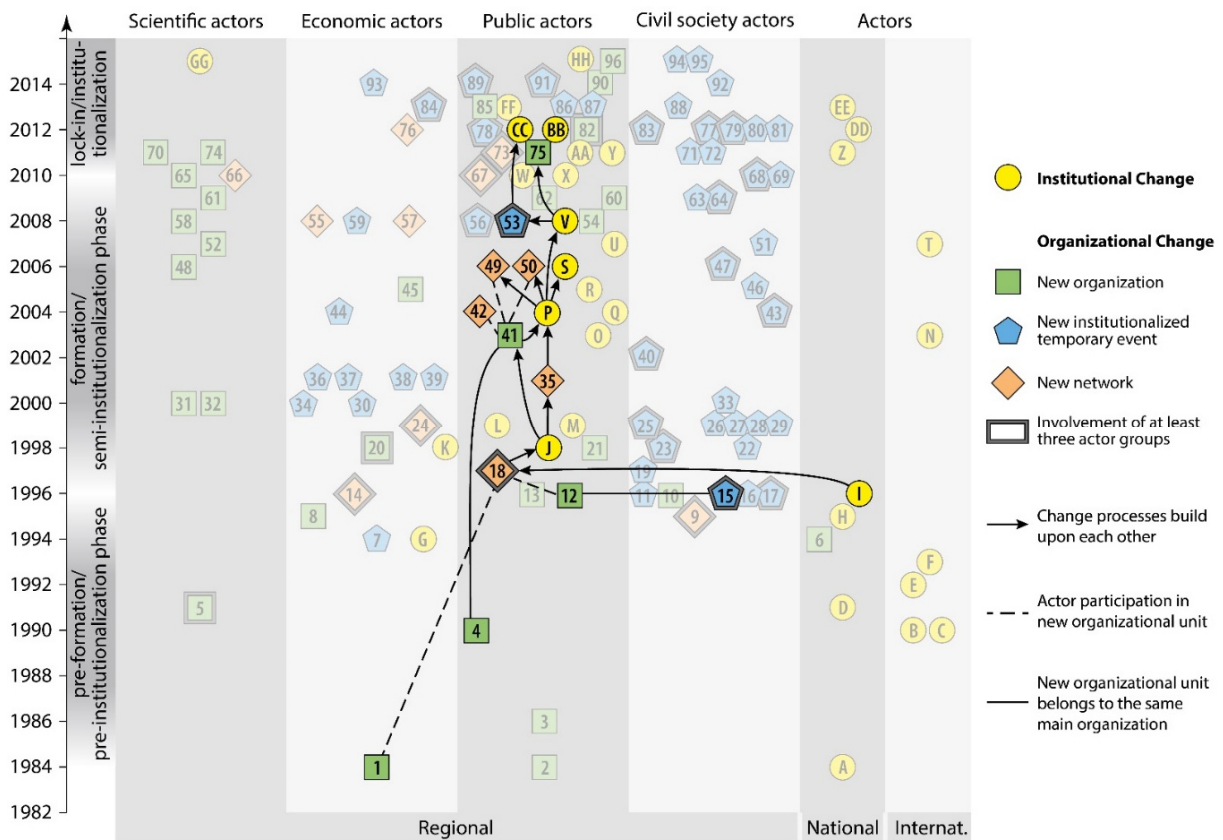 Scientific actors Economic actors Public actors Civil society actors Actors
lock-in/institu-
tionalization
formation/
semi-institutionalization phase
pre-formation/
pre-institutionalization phase
GG HH 96 94 95
2014 93 89 91 90 92
84 85 FF 86 87 88 EE
2012 76 78 CC BB 82 83 77 79 80 81 DD
70 74 73 75 AA Y 71 72 Z
2010 65 66 67 W X 68 69
61 62 60 63 64
2008 58 55 59 57 56 53 V 54
52 U 51 T
2006 48 49 50 S 47
45 R 46
2004 44 42 P Q 43
41 O N
2002 40
36 37 38 39 35
2000 31 32 34 30 33
24 L M 25 26 27 28 29
1998 20 K J 21 23 22
18 19
1996 14 13 12 11 10 15 16 17 I
8 9 H
1994 7 G 6
F
1992 E
5 D
1990 4 B C
1988
1986 3
1984 1 2 A
1982
Regional National Internat.
Institutional Change
Organizational Change
New organization
New institutionalized
temporary event
New network
Involvement of at least
three actor groups
Change processes build
upon each other
Actor participation in
new organizational unit
New organizational unit
belongs to the same
main organization